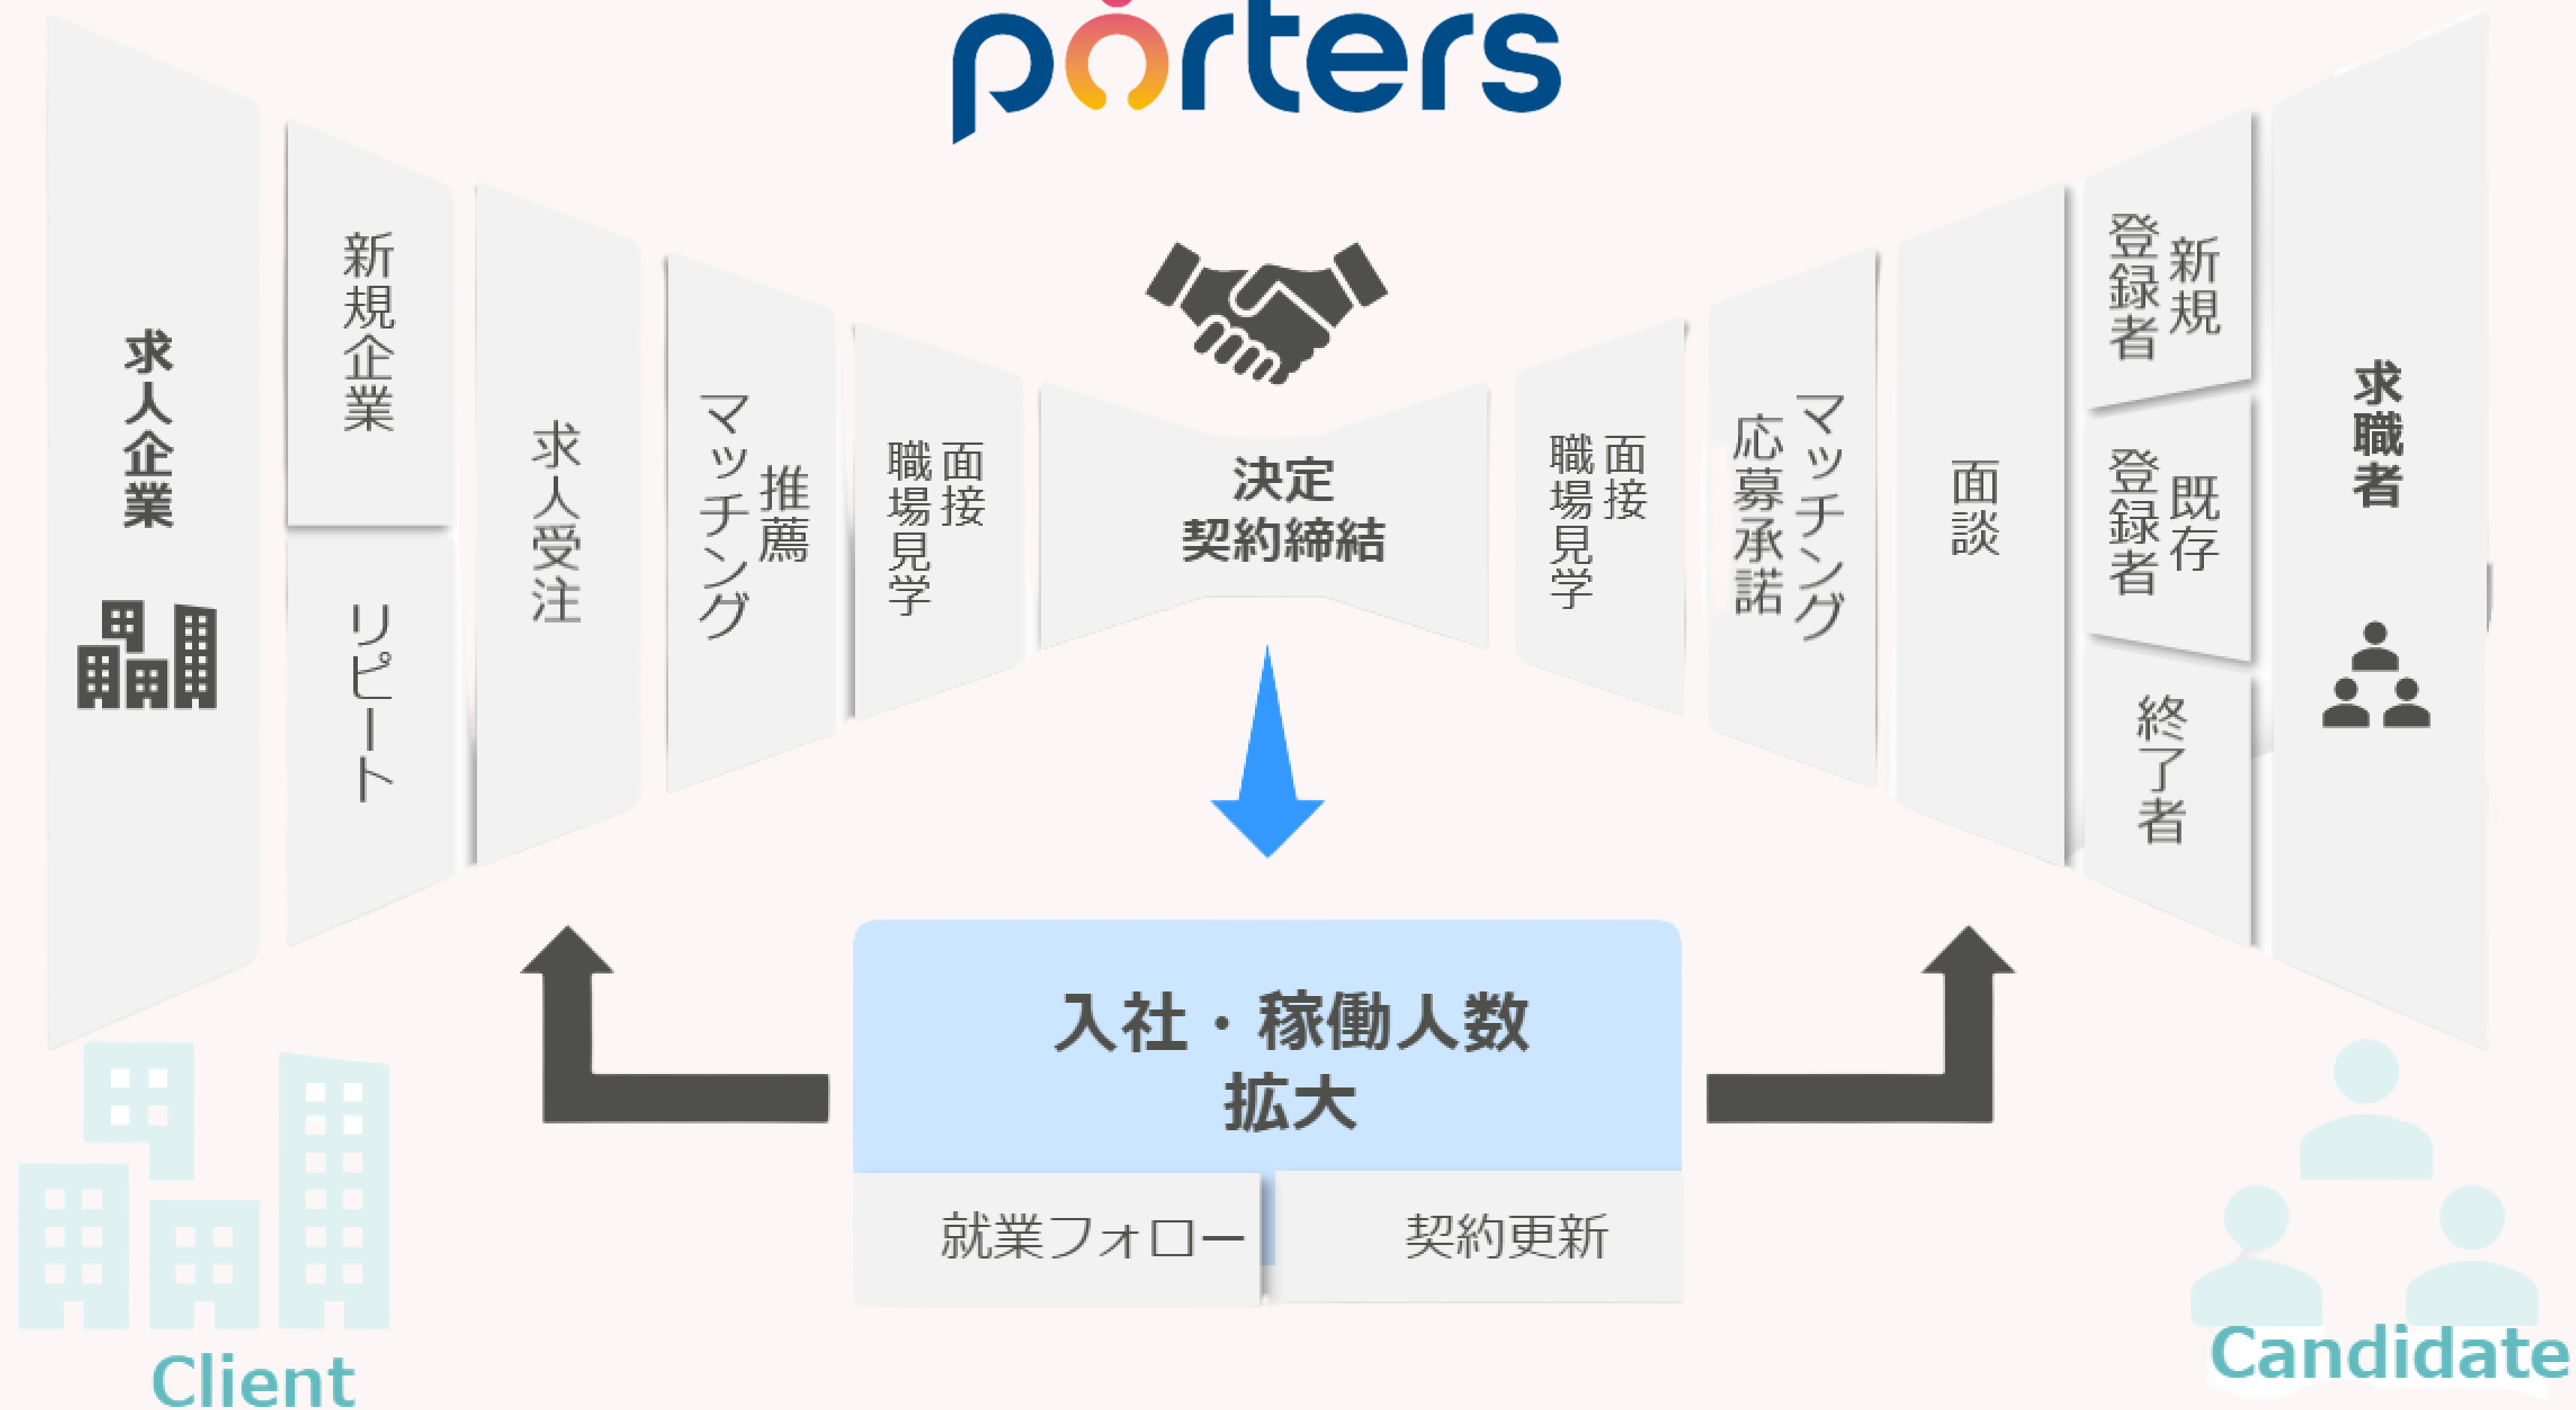 porters
求人企業
新規企業
リピート
求人受注
推薦
マッチング
面接
職場見学
決定
契約締結
面接
職場見学
マッチング
応募承諾
面談
新規
登録者
既存
登録者
終了者
求職者
入社・稼働人数
拡大
就業フォロー
契約更新
Client
Candidate